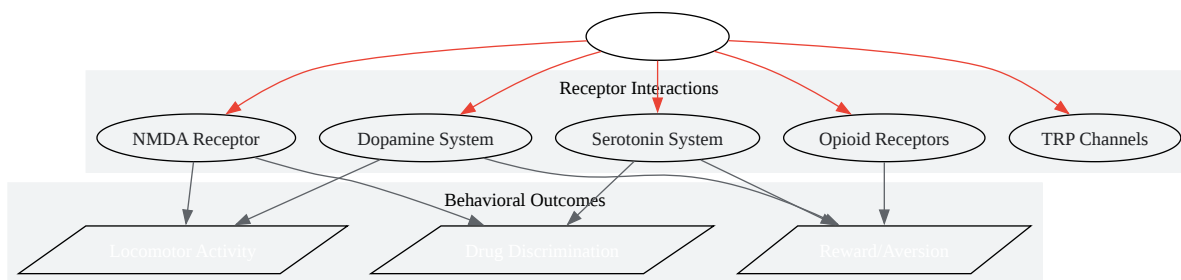 Receptor Interactions
NMDA Receptor
Dopamine System
Serotonin System
Opioid Receptors
TRP Channels
Behavioral Outcomes
Locomotor Activity
Drug Discrimination
Reward/Aversion